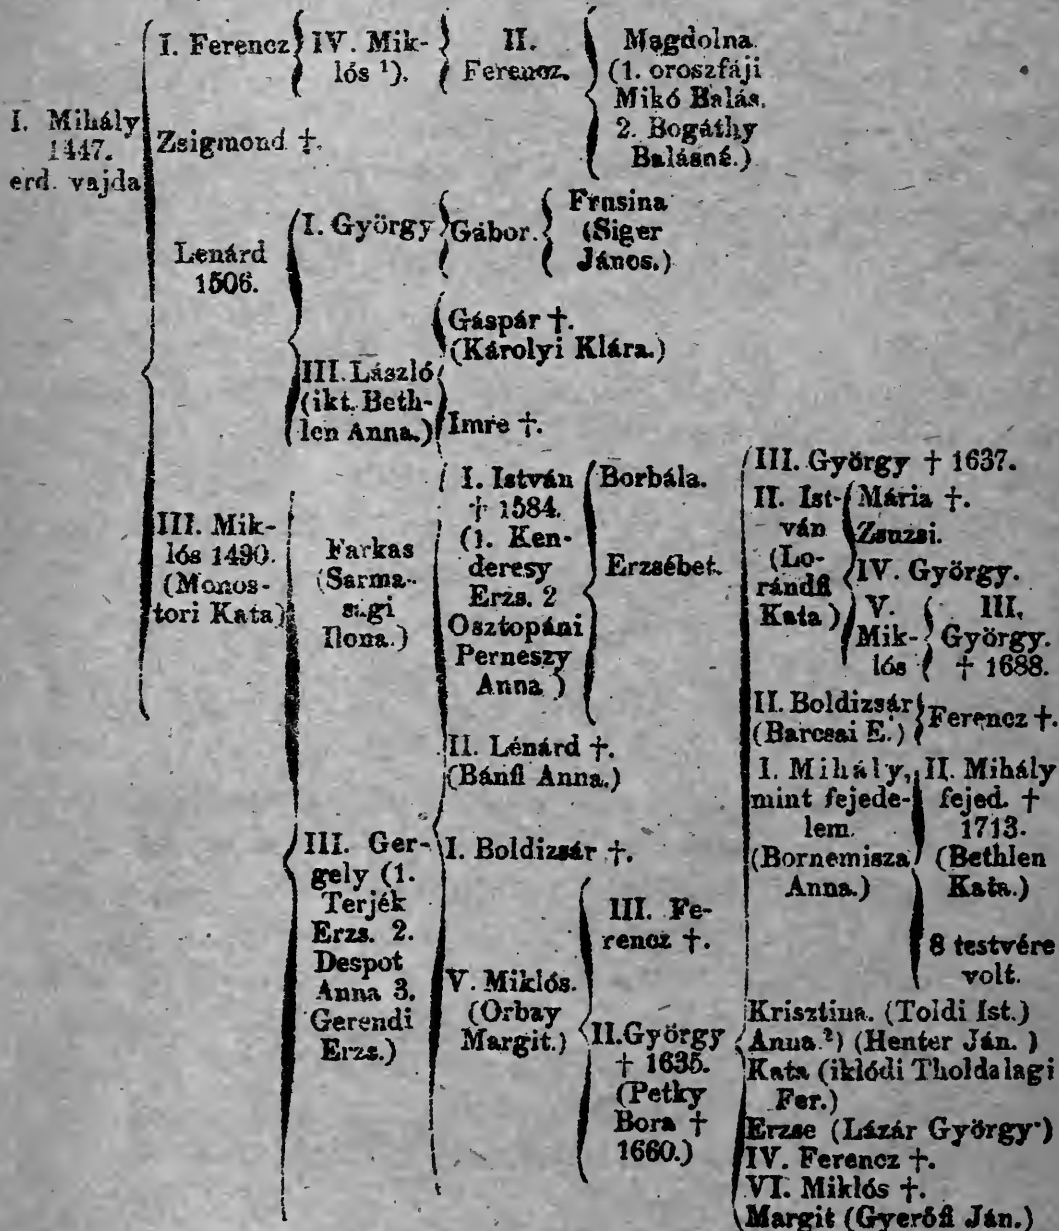 I. Ferencz
IV. Mik-
lós ¹).
II.
Ferencz.
Magdolna.
(1. oroszfáji
Mikó Balás.
2. Bogáthy
Balásné.)
I. Mihály
1447.
erd. vajda
Zsigmond †.
Lenárd
1506.
I. György
Gábor.
Frusina
(Siger
János.)
Gáspár †.
(Károlyi Klára.)
III. László
(ikt. Beth-
len Anna.)
Imre †.
III. Mik-
lós 1490.
(Monos-
tori Kata)
Farkas
(Sarma-
sagi
Ilona.)
I. István
† 1584.
(1. Ken-
deresy
Erzs. 2
Osztopáni
Perneszy
Anna )
Borbála.
Erzsébet.
II. Lénárd †.
(Bánfi Anna.)
III. Ger-
gely (1.
Terjék
Erzs. 2.
Despot
Anna 3.
Gerendi
Erzs.)
I. Boldizsár †.
V. Miklós.
(Orbay
Margit.)
III. Fe-
rencz †.
II. György
† 1635.
(Petky
Bora †
1660.)
III. György † 1637.
II. Ist-
ván
(Lo-
rándfi
Kata )
Mária †.
Zsuzsi.
IV. György.
V.
Mik-
lós
III.
György.
† 1688.
II. Boldizsár
(Barcsai E.)
Ferencz †.
I. Mihály,
mint fejede-
lem.
(Bornemisza
Anna.)
II. Mihály
fejed. †
1713.
(Bethlen
Kata.)
8 testvére
volt.
Krisztina. (Toldi Ist.)
Anna.²) (Henter Ján. )
Kata (iklódi Tholdalagi
Fer.)
Erzse (Lázár György)
IV. Ferencz †.
VI. Miklós †.
Margit (Gyerőfi Ján.)